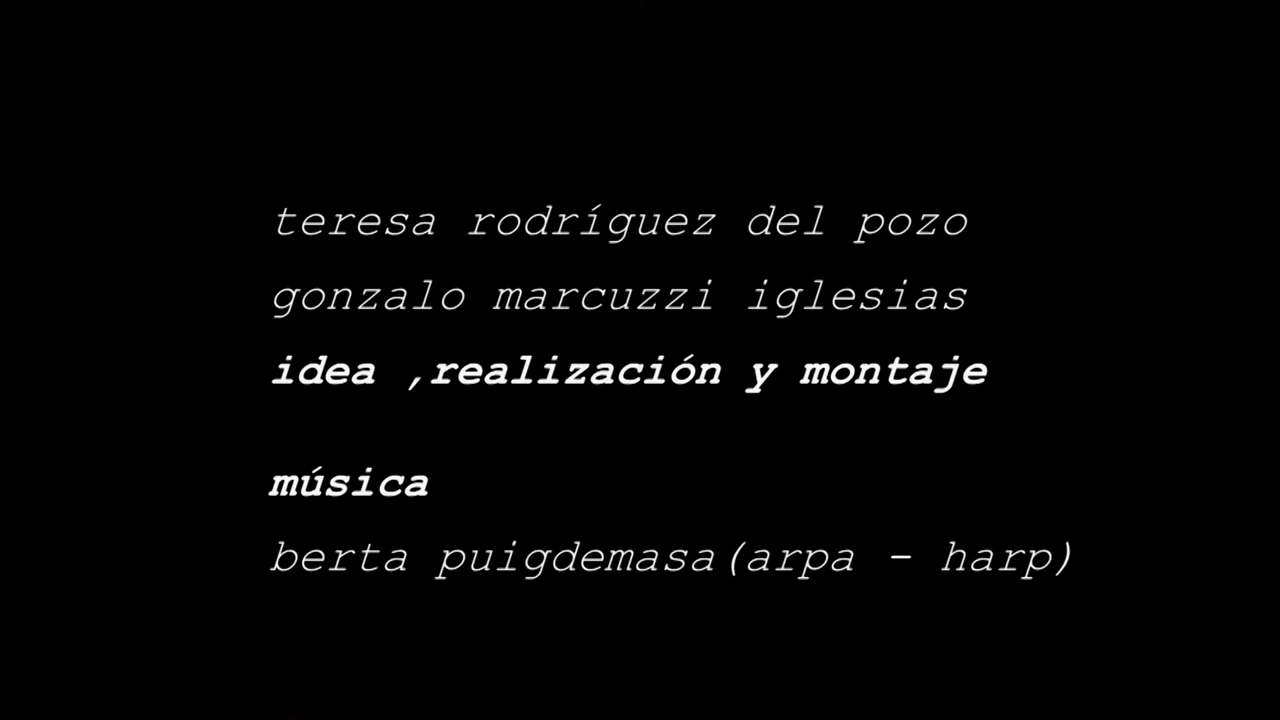 teresa rodríguez del pozo
gonzalo marcuzzi iglesias
idea ,realización y montaje
música
berta puigdemasa(arpa - harp)